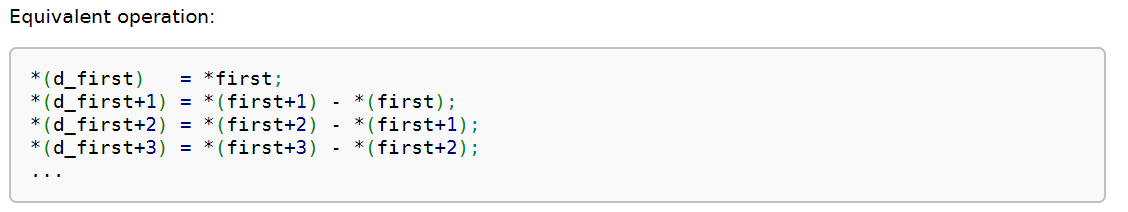 Equivalent operation:
*(d_first)   = *first;
*(d_first+1) = *(first+1) - *(first);
*(d_first+2) = *(first+2) - *(first+1);
*(d_first+3) = *(first+3) - *(first+2);
...